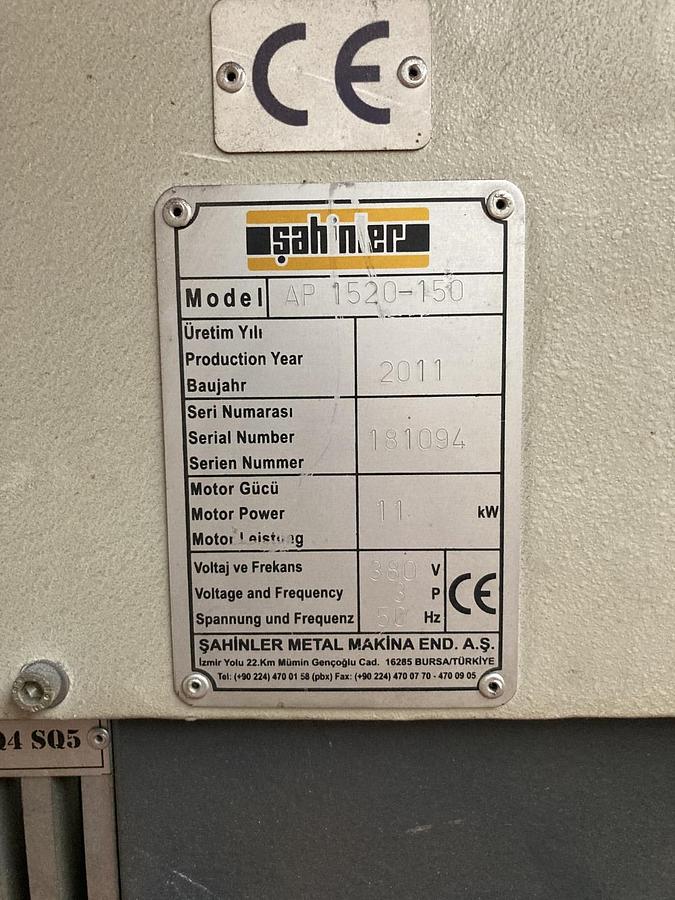 CE
şahinler
Model AP 1520-150
Üretim Yılı
Production Year
Baujahr
2011
Seri Numarası
Serial Number
Serien Nummer
181094
Motor Gücü
Motor Power
Motor Leistung
11 kW
Voltaj ve Frekans
Voltage and Frequency
Spannung und Frequenz
380 V
3 P
50 Hz
CE
ŞAHİNLER METAL MAKİNA END. A.Ş.
İzmir Yolu 22.Km Mümin Gençoğlu Cad. 16285 BURSA/TÜRKİYE
Tel: (+90 224) 470 01 58 (pbx) Fax: (+90 224) 470 07 70 - 470 09 05
Q4 SQ5